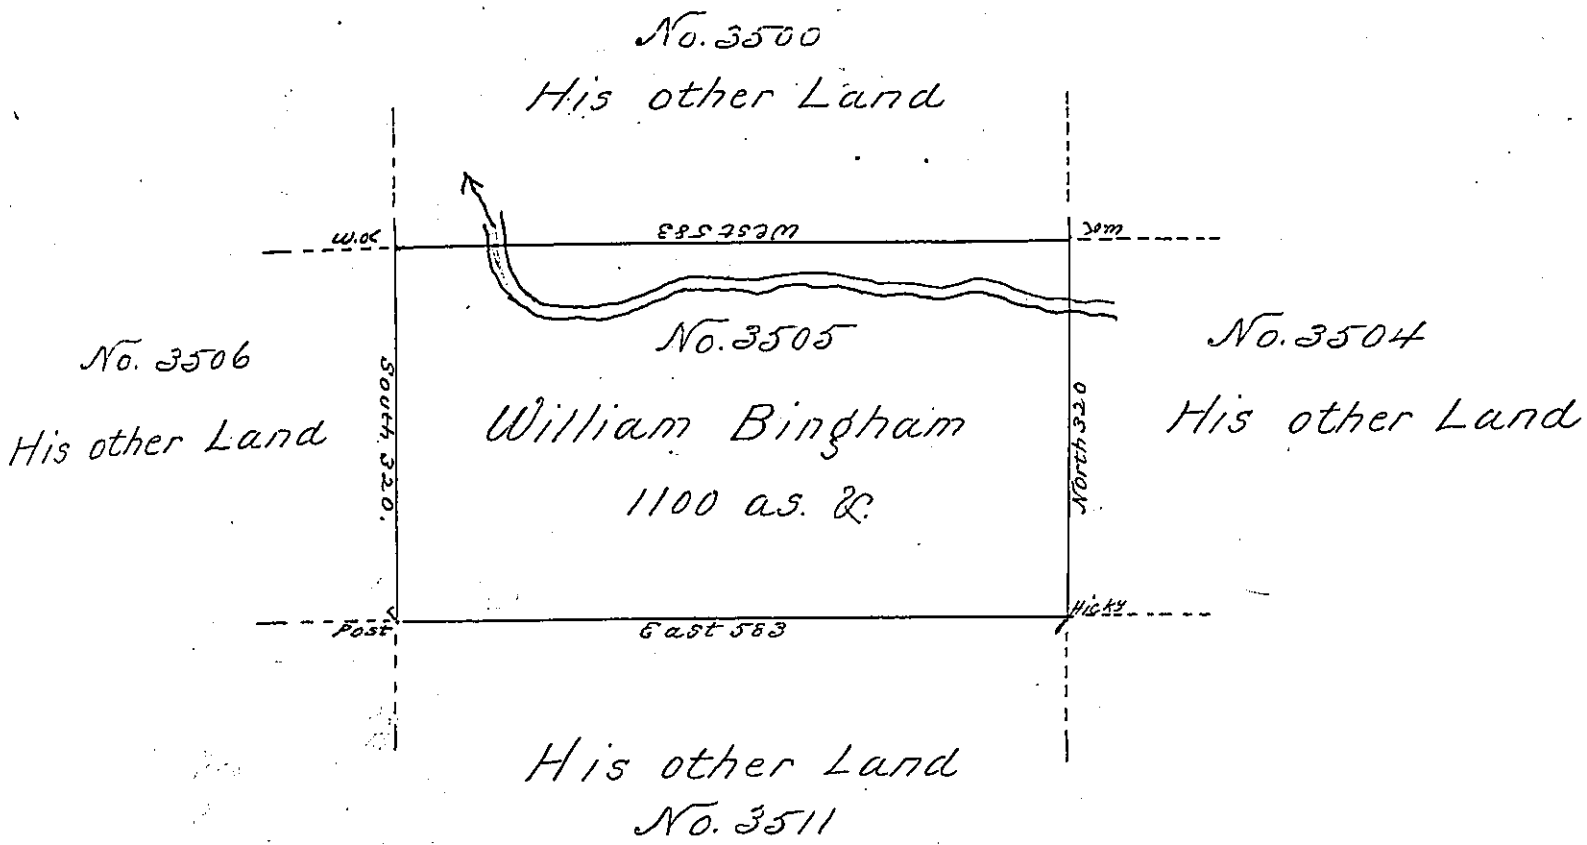 No. 3500
His other Land
W.ok
West 583
No. 3505
No. 3506
No. 3504
South 320.
North 320
William Bingham
His other Land
His other Land
1100 as. &.
Post
East 583
Hicky
His other Land
No. 3511